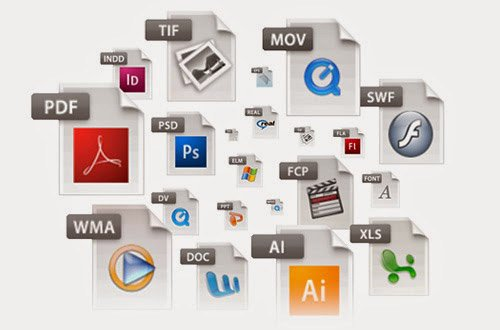 TIF
MOV
INDD
Id
PDF
SWF
PSD
Ps
REAL
real
FLA
Fl
ELM
FCP
FONT
A
DV
PPT
WMA
DOC
AI
Ai
XLS